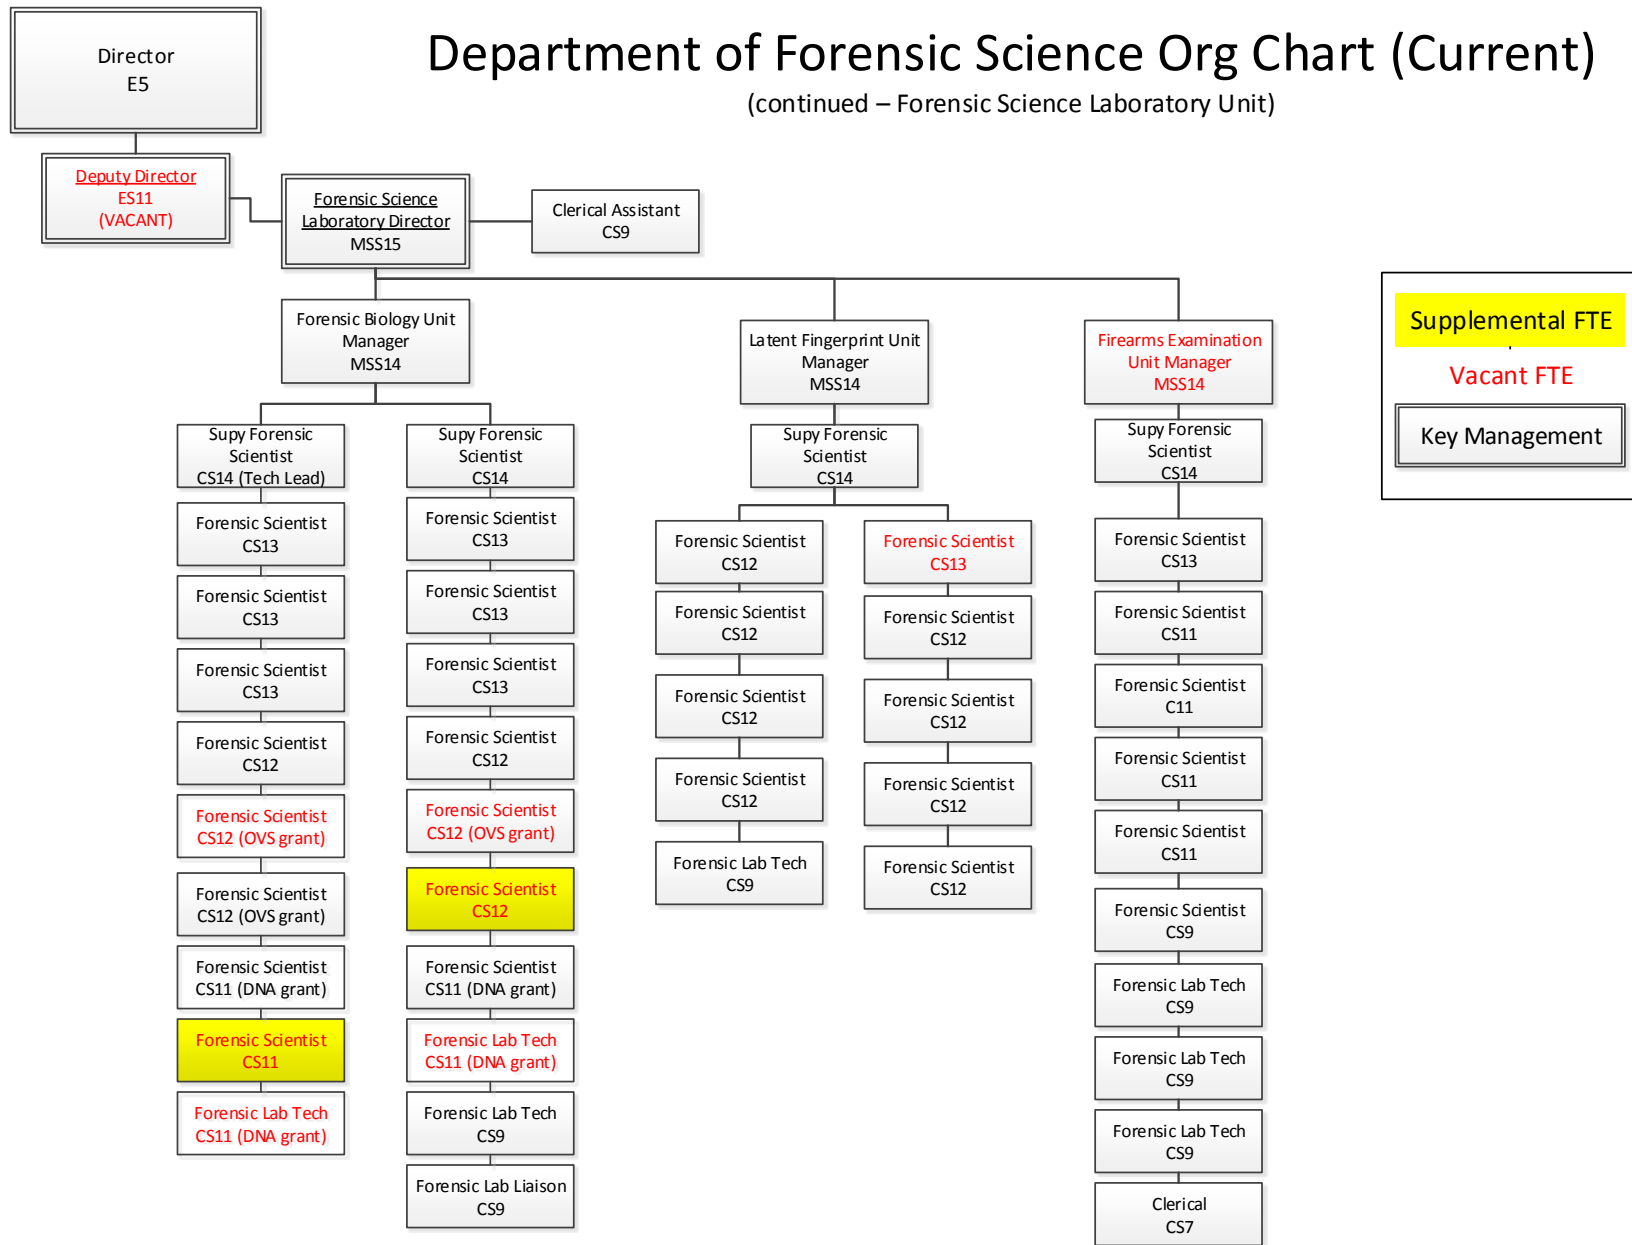 Department of Forensic Science Org Chart (Current)
(continued – Forensic Science Laboratory Unit)
Director
E5
Deputy Director
ES11
(VACANT)
Forensic Science
Laboratory Director
MSS15
Clerical Assistant
CS9
Supplemental FTE
Vacant FTE
Key Management
Forensic Biology Unit
Manager
MSS14
Supy Forensic
Scientist
CS14 (Tech Lead)
Forensic Scientist
CS13
Forensic Scientist
CS13
Forensic Scientist
CS13
Forensic Scientist
CS12
Forensic Scientist
CS12 (OVS grant)
Forensic Scientist
CS12 (OVS grant)
Forensic Scientist
CS11 (DNA grant)
Forensic Scientist
CS11
Forensic Lab Tech
CS11 (DNA grant)
Supy Forensic
Scientist
CS14
Forensic Scientist
CS13
Forensic Scientist
CS13
Forensic Scientist
CS13
Forensic Scientist
CS12
Forensic Scientist
CS12 (OVS grant)
Forensic Scientist
CS12
Forensic Scientist
CS11 (DNA grant)
Forensic Lab Tech
CS11 (DNA grant)
Forensic Lab Tech
CS9
Forensic Lab Liaison
CS9
Latent Fingerprint Unit
Manager
MSS14
Supy Forensic
Scientist
CS14
Forensic Scientist
CS12
Forensic Scientist
CS12
Forensic Scientist
CS12
Forensic Scientist
CS12
Forensic Lab Tech
CS9
Forensic Scientist
CS13
Forensic Scientist
CS12
Forensic Scientist
CS12
Forensic Scientist
CS12
Forensic Scientist
CS12
Firearms Examination
Unit Manager
MSS14
Supy Forensic
Scientist
CS14
Forensic Scientist
CS13
Forensic Scientist
CS11
Forensic Scientist
C11
Forensic Scientist
CS11
Forensic Scientist
CS11
Forensic Scientist
CS9
Forensic Lab Tech
CS9
Forensic Lab Tech
CS9
Forensic Lab Tech
CS9
Clerical
CS7